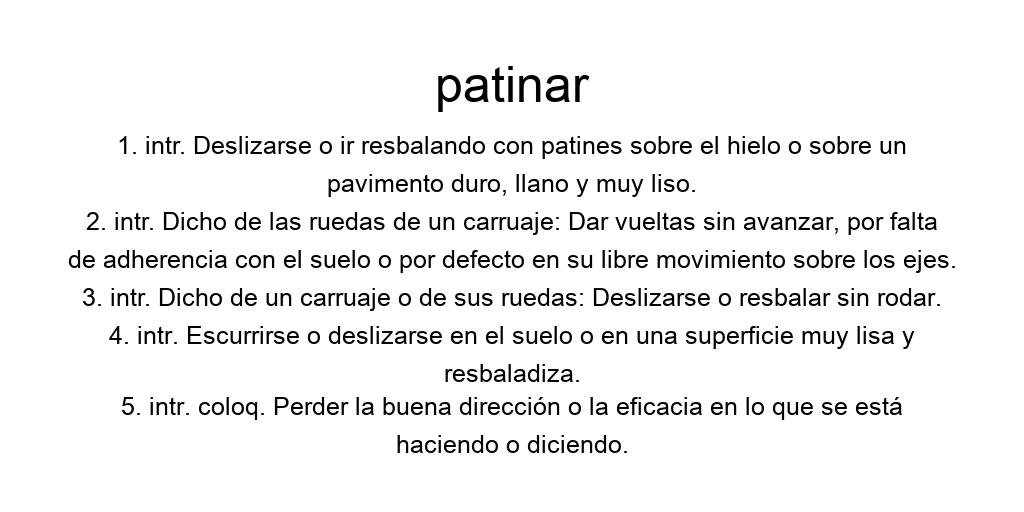 patinar
1. intr. Deslizarse o ir resbalando con patines sobre el hielo o sobre un
pavimento duro, llano y muy liso.
2. intr. Dicho de las ruedas de un carruaje: Dar vueltas sin avanzar, por falta
de adherencia con el suelo o por defecto en su libre movimiento sobre los ejes.
3. intr. Dicho de un carruaje o de sus ruedas: Deslizarse o resbalar sin rodar.
4. intr. Escurrirse o deslizarse en el suelo o en una superficie muy lisa y
resbaladiza.
5. intr. coloq. Perder la buena dirección o la eficacia en lo que se está
haciendo o diciendo.